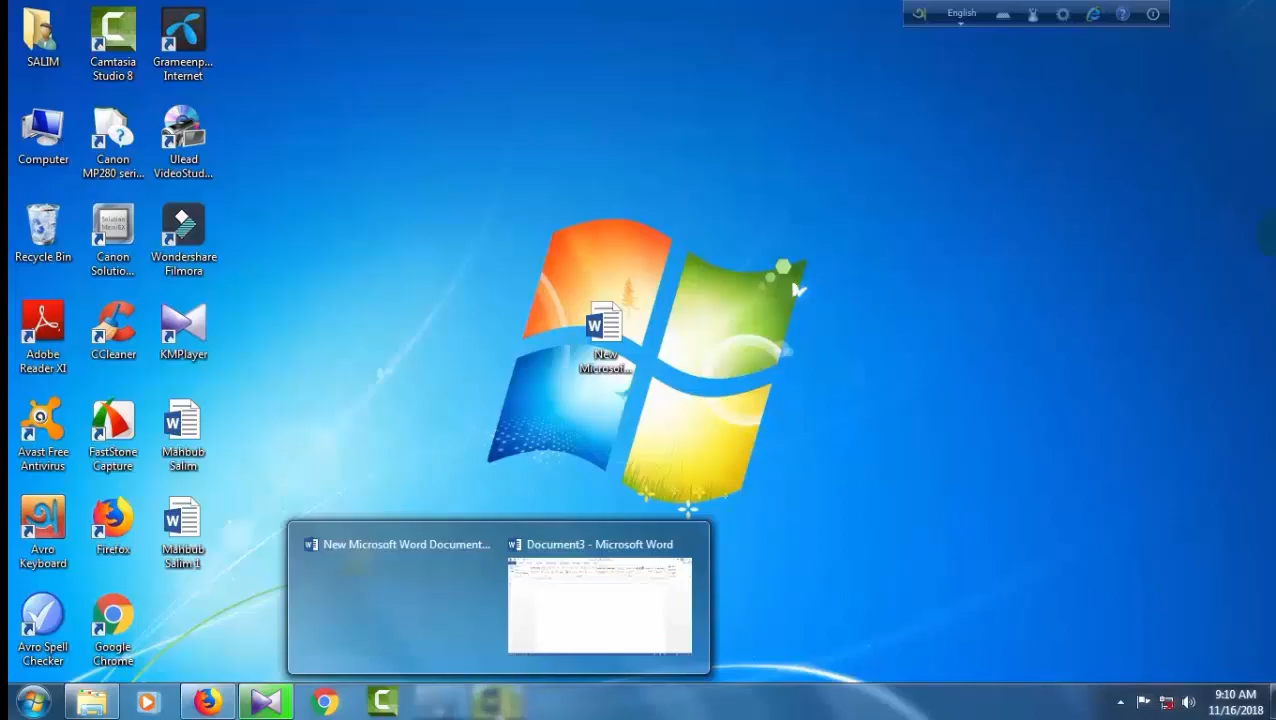 English
SALIM
Camtasia
Studio 8
Grameenp...
Internet
Computer
Canon
MP280 seri...
Ulead
VideoStud...
Recycle Bin
Canon
Solutio...
Wondershare
Filmora
Adobe
Reader XI
CCleaner
KMPlayer
New
Microsof...
Avast Free
Antivirus
FastStone
Capture
Mahbub
Salim
Avro
Keyboard
Firefox
Mahbub
Salim 1
New Microsoft Word Document...
Document3 - Microsoft Word
Avro Spell
Checker
Google
Chrome
9:10 AM
11/16/2018